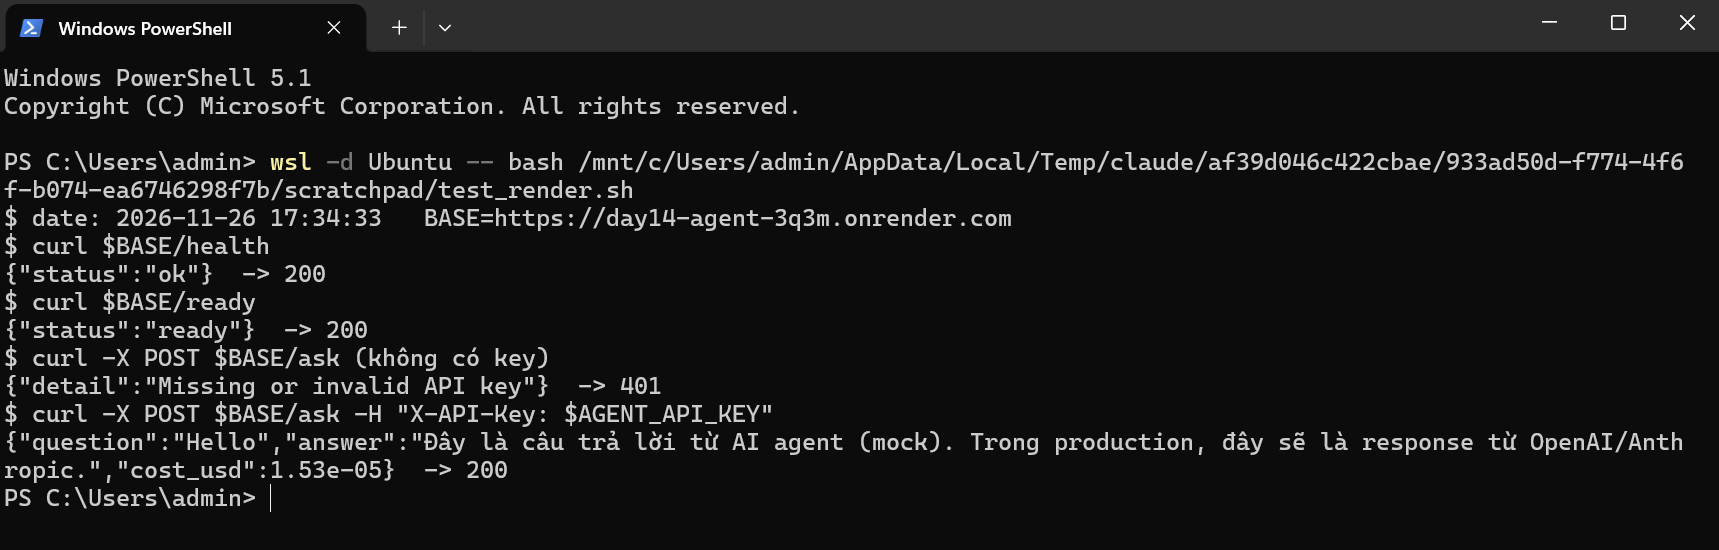 Windows PowerShell
Windows PowerShell 5.1
Copyright (C) Microsoft Corporation. All rights reserved.
PS C:\Users\admin> wsl -d Ubuntu -- bash /mnt/c/Users/admin/AppData/Local/Temp/claude/af39d046c422cbae/933ad50d-f774-4f6
f-b074-ea6746298f7b/scratchpad/test_render.sh
$ date: 2026-11-26 17:34:33   BASE=https://day14-agent-3q3m.onrender.com
$ curl $BASE/health
{"status":"ok"}  -> 200
$ curl $BASE/ready
{"status":"ready"}  -> 200
$ curl -X POST $BASE/ask (không có key)
{"detail":"Missing or invalid API key"}  -> 401
$ curl -X POST $BASE/ask -H "X-API-Key: $AGENT_API_KEY"
{"question":"Hello","answer":"Đây là câu trả lời từ AI agent (mock). Trong production, đây sẽ là response từ OpenAI/Anth
ropic.","cost_usd":1.53e-05}  -> 200
PS C:\Users\admin>